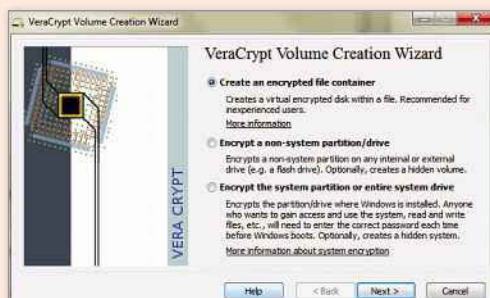 VeraCrypt Volume Creation Wizard
VeraCrypt Volume Creation Wizard
Create an encrypted file container
Creates a virtual encrypted disk within a file. Recommended for
inexperienced users.
More information
Encrypt a non-system partition/drive
Encrypts a non-system partition on any internal or external
drive (e.g. a flash drive). Optionally, creates a hidden volume.
Encrypt the system partition or entire system drive
Encrypts the partition/drive where Windows is installed. Anyone
who wants to gain access and use the system, read and write
files, etc., will need to enter the correct password each time
before Windows boots. Optionally, creates a hidden system.
More information about system encryption
VERA CRYPT
Help < Back Next > Cancel